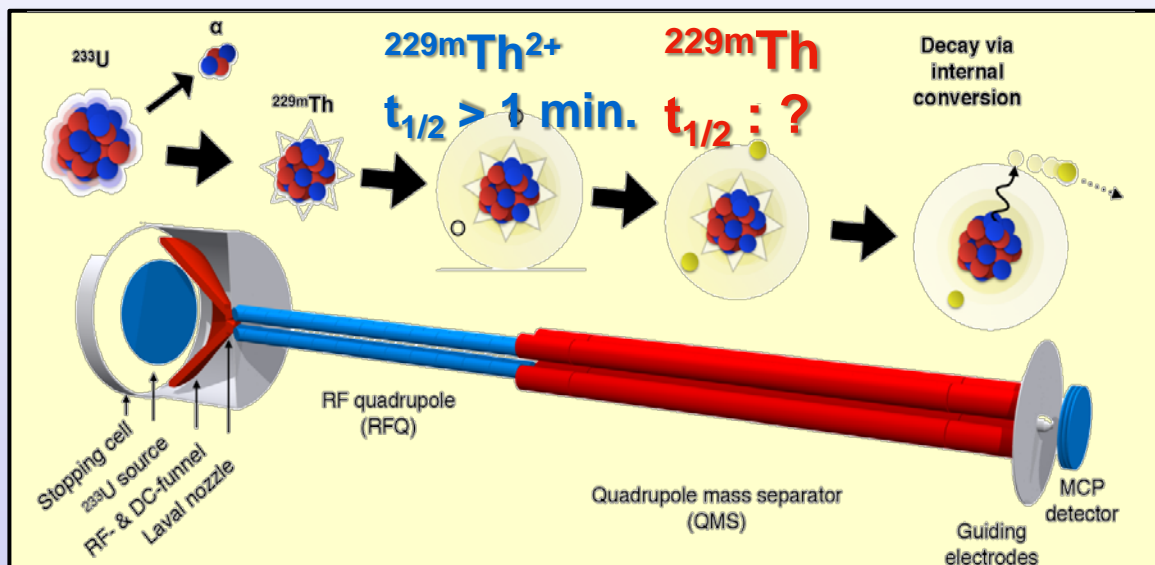 ²³³U
α
²²⁹ᵐTh
²²⁹ᵐTh²⁺
t₁/₂ > 1 min.
²²⁹ᵐTh
t₁/₂ : ?
Decay via
internal
conversion
Stopping cell
²³³U source
RF- & DC-funnel
Laval nozzle
RF quadrupole
(RFQ)
Quadrupole mass separator
(QMS)
Guiding
electrodes
MCP
detector